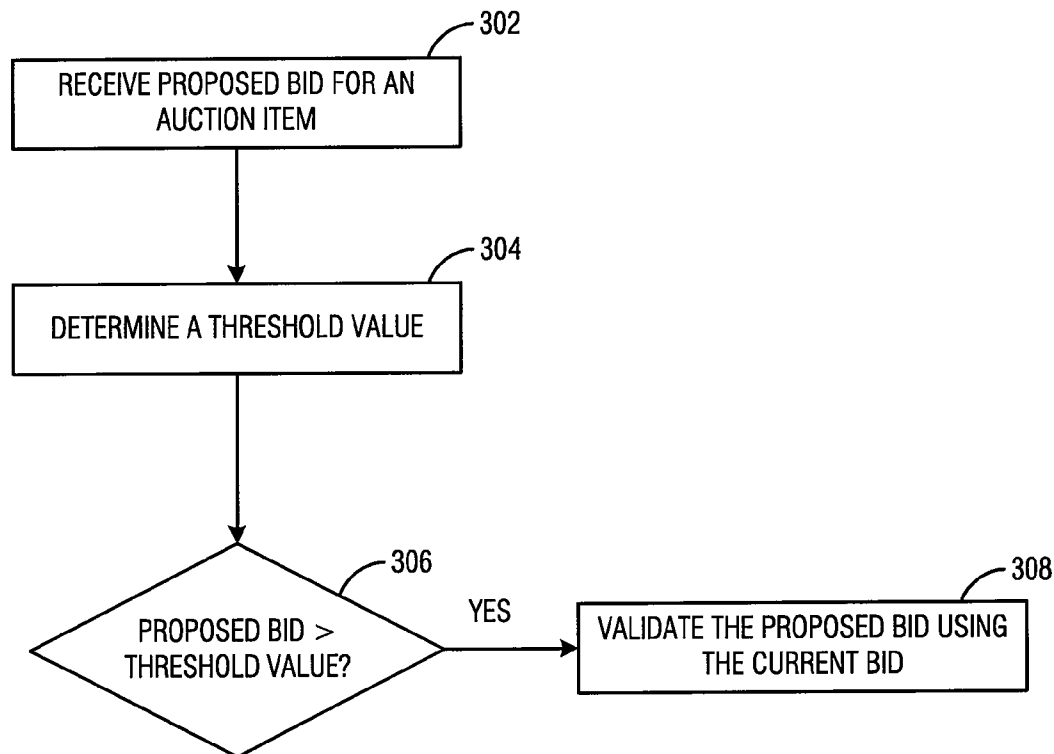 302
RECEIVE PROPOSED BID FOR AN
AUCTION ITEM
304
DETERMINE A THRESHOLD VALUE
306
PROPOSED BID >
THRESHOLD VALUE?
YES
308
VALIDATE THE PROPOSED BID USING
THE CURRENT BID